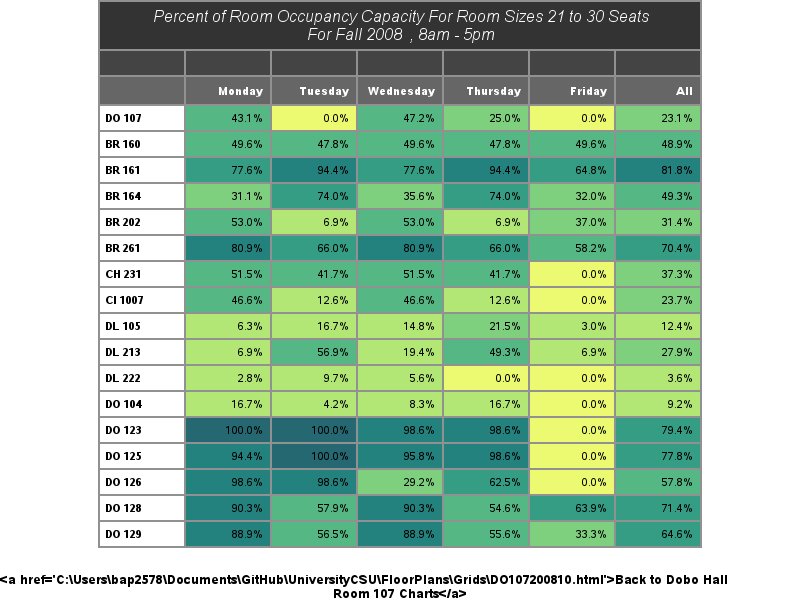 Percent of Room Occupancy Capacity For Room Sizes 21 to 30 Seats
For Fall 2008 , 8am - 5pm
Monday Tuesday Wednesday Thursday Friday All
DO 107 43.1% 0.0% 47.2% 25.0% 0.0% 23.1%
BR 160 49.6% 47.8% 49.6% 47.8% 49.6% 48.9%
BR 161 77.6% 94.4% 77.6% 94.4% 64.8% 81.8%
BR 164 31.1% 74.0% 35.6% 74.0% 32.0% 49.3%
BR 202 53.0% 6.9% 53.0% 6.9% 37.0% 31.4%
BR 261 80.9% 66.0% 80.9% 66.0% 58.2% 70.4%
CH 231 51.5% 41.7% 51.5% 41.7% 0.0% 37.3%
CI 1007 46.6% 12.6% 46.6% 12.6% 0.0% 23.7%
DL 105 6.3% 16.7% 14.8% 21.5% 3.0% 12.4%
DL 213 6.9% 56.9% 19.4% 49.3% 6.9% 27.9%
DL 222 2.8% 9.7% 5.6% 0.0% 0.0% 3.6%
DO 104 16.7% 4.2% 8.3% 16.7% 0.0% 9.2%
DO 123 100.0% 100.0% 98.6% 98.6% 0.0% 79.4%
DO 125 94.4% 100.0% 95.8% 98.6% 0.0% 77.8%
DO 126 98.6% 98.6% 29.2% 62.5% 0.0% 57.8%
DO 128 90.3% 57.9% 90.3% 54.6% 63.9% 71.4%
DO 129 88.9% 56.5% 88.9% 55.6% 33.3% 64.6%
<a href='C:\Users\bap2578\Documents\GitHub\UniversityCSU\FloorPlans\Grids\DO107200810.html'>Back to Dobo Hall
Room 107 Charts</a>